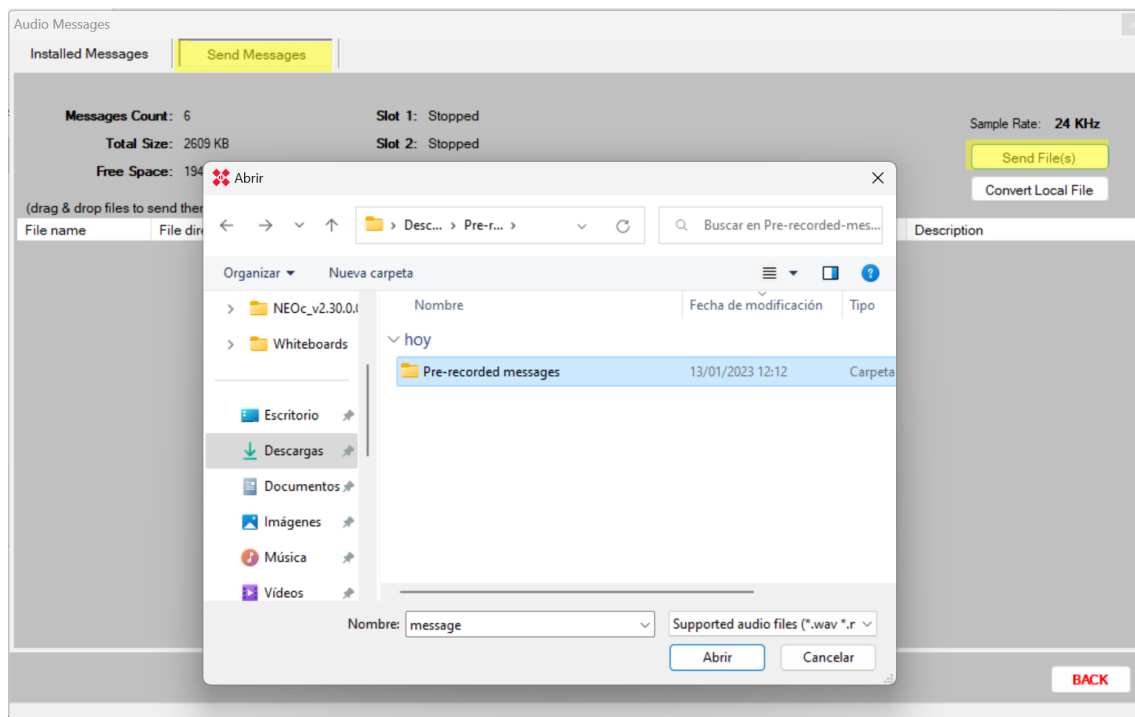 Audio Messages
Installed Messages
Send Messages
Messages Count: 6
Slot 1: Stopped
Total Size: 2609 KB
Slot 2: Stopped
Free Space: 194
Sample Rate: 24 KHz
Send File(s)
Convert Local File
(drag & drop files to send ther
File name
File dire
Description
Abrir
Desc... › Pre-r... ›
Buscar en Pre-recorded-mes...
Organizar
Nueva carpeta
NEOc_v2.30.0.
Whiteboards
Escritorio
Descargas
Documentos
Imágenes
Música
Vídeos
Nombre
Fecha de modificación
Tipo
hoy
Pre-recorded messages
13/01/2023 12:12
Carpeta
Nombre: message
Supported audio files (*.wav *.r
Abrir
Cancelar
BACK